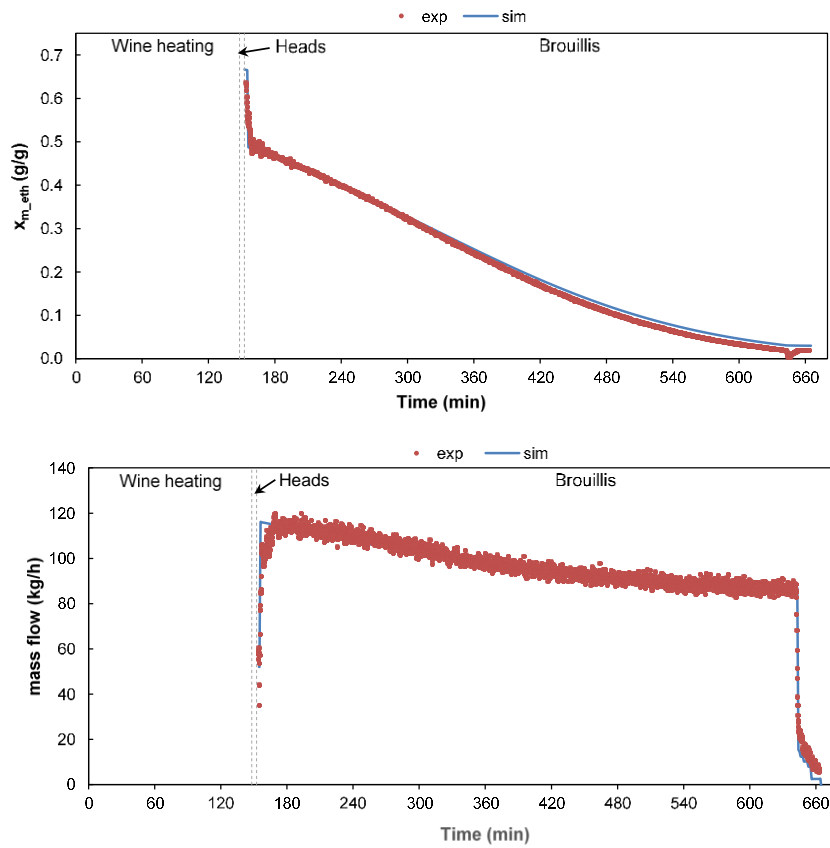 exp sim
Wine heating Heads Brouillis
0.7
0.6
0.5
0.4
0.3
0.2
0.1
0.0
x_m_eth (g/g)
0 60 120 180 240 300 360 420 480 540 600 660
Time (min)
exp sim
Wine heating Heads Brouillis
140
120
100
80
60
40
20
0
mass flow (kg/h)
0 60 120 180 240 300 360 420 480 540 600 660
Time (min)